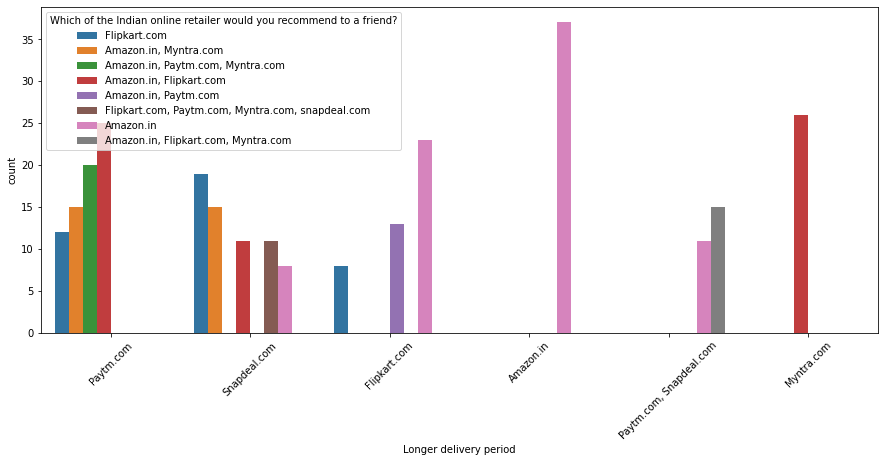 Which of the Indian online retailer would you recommend to a friend?
Flipkart.com
Amazon.in, Myntra.com
Amazon.in, Paytm.com, Myntra.com
Amazon.in, Flipkart.com
Amazon.in, Paytm.com
Flipkart.com, Paytm.com, Myntra.com, snapdeal.com
Amazon.in
Amazon.in, Flipkart.com, Myntra.com
count
35
30
25
20
15
10
5
0
Paytm.com
Snapdeal.com
Flipkart.com
Amazon.in
Paytm.com, Snapdeal.com
Myntra.com
Longer delivery period